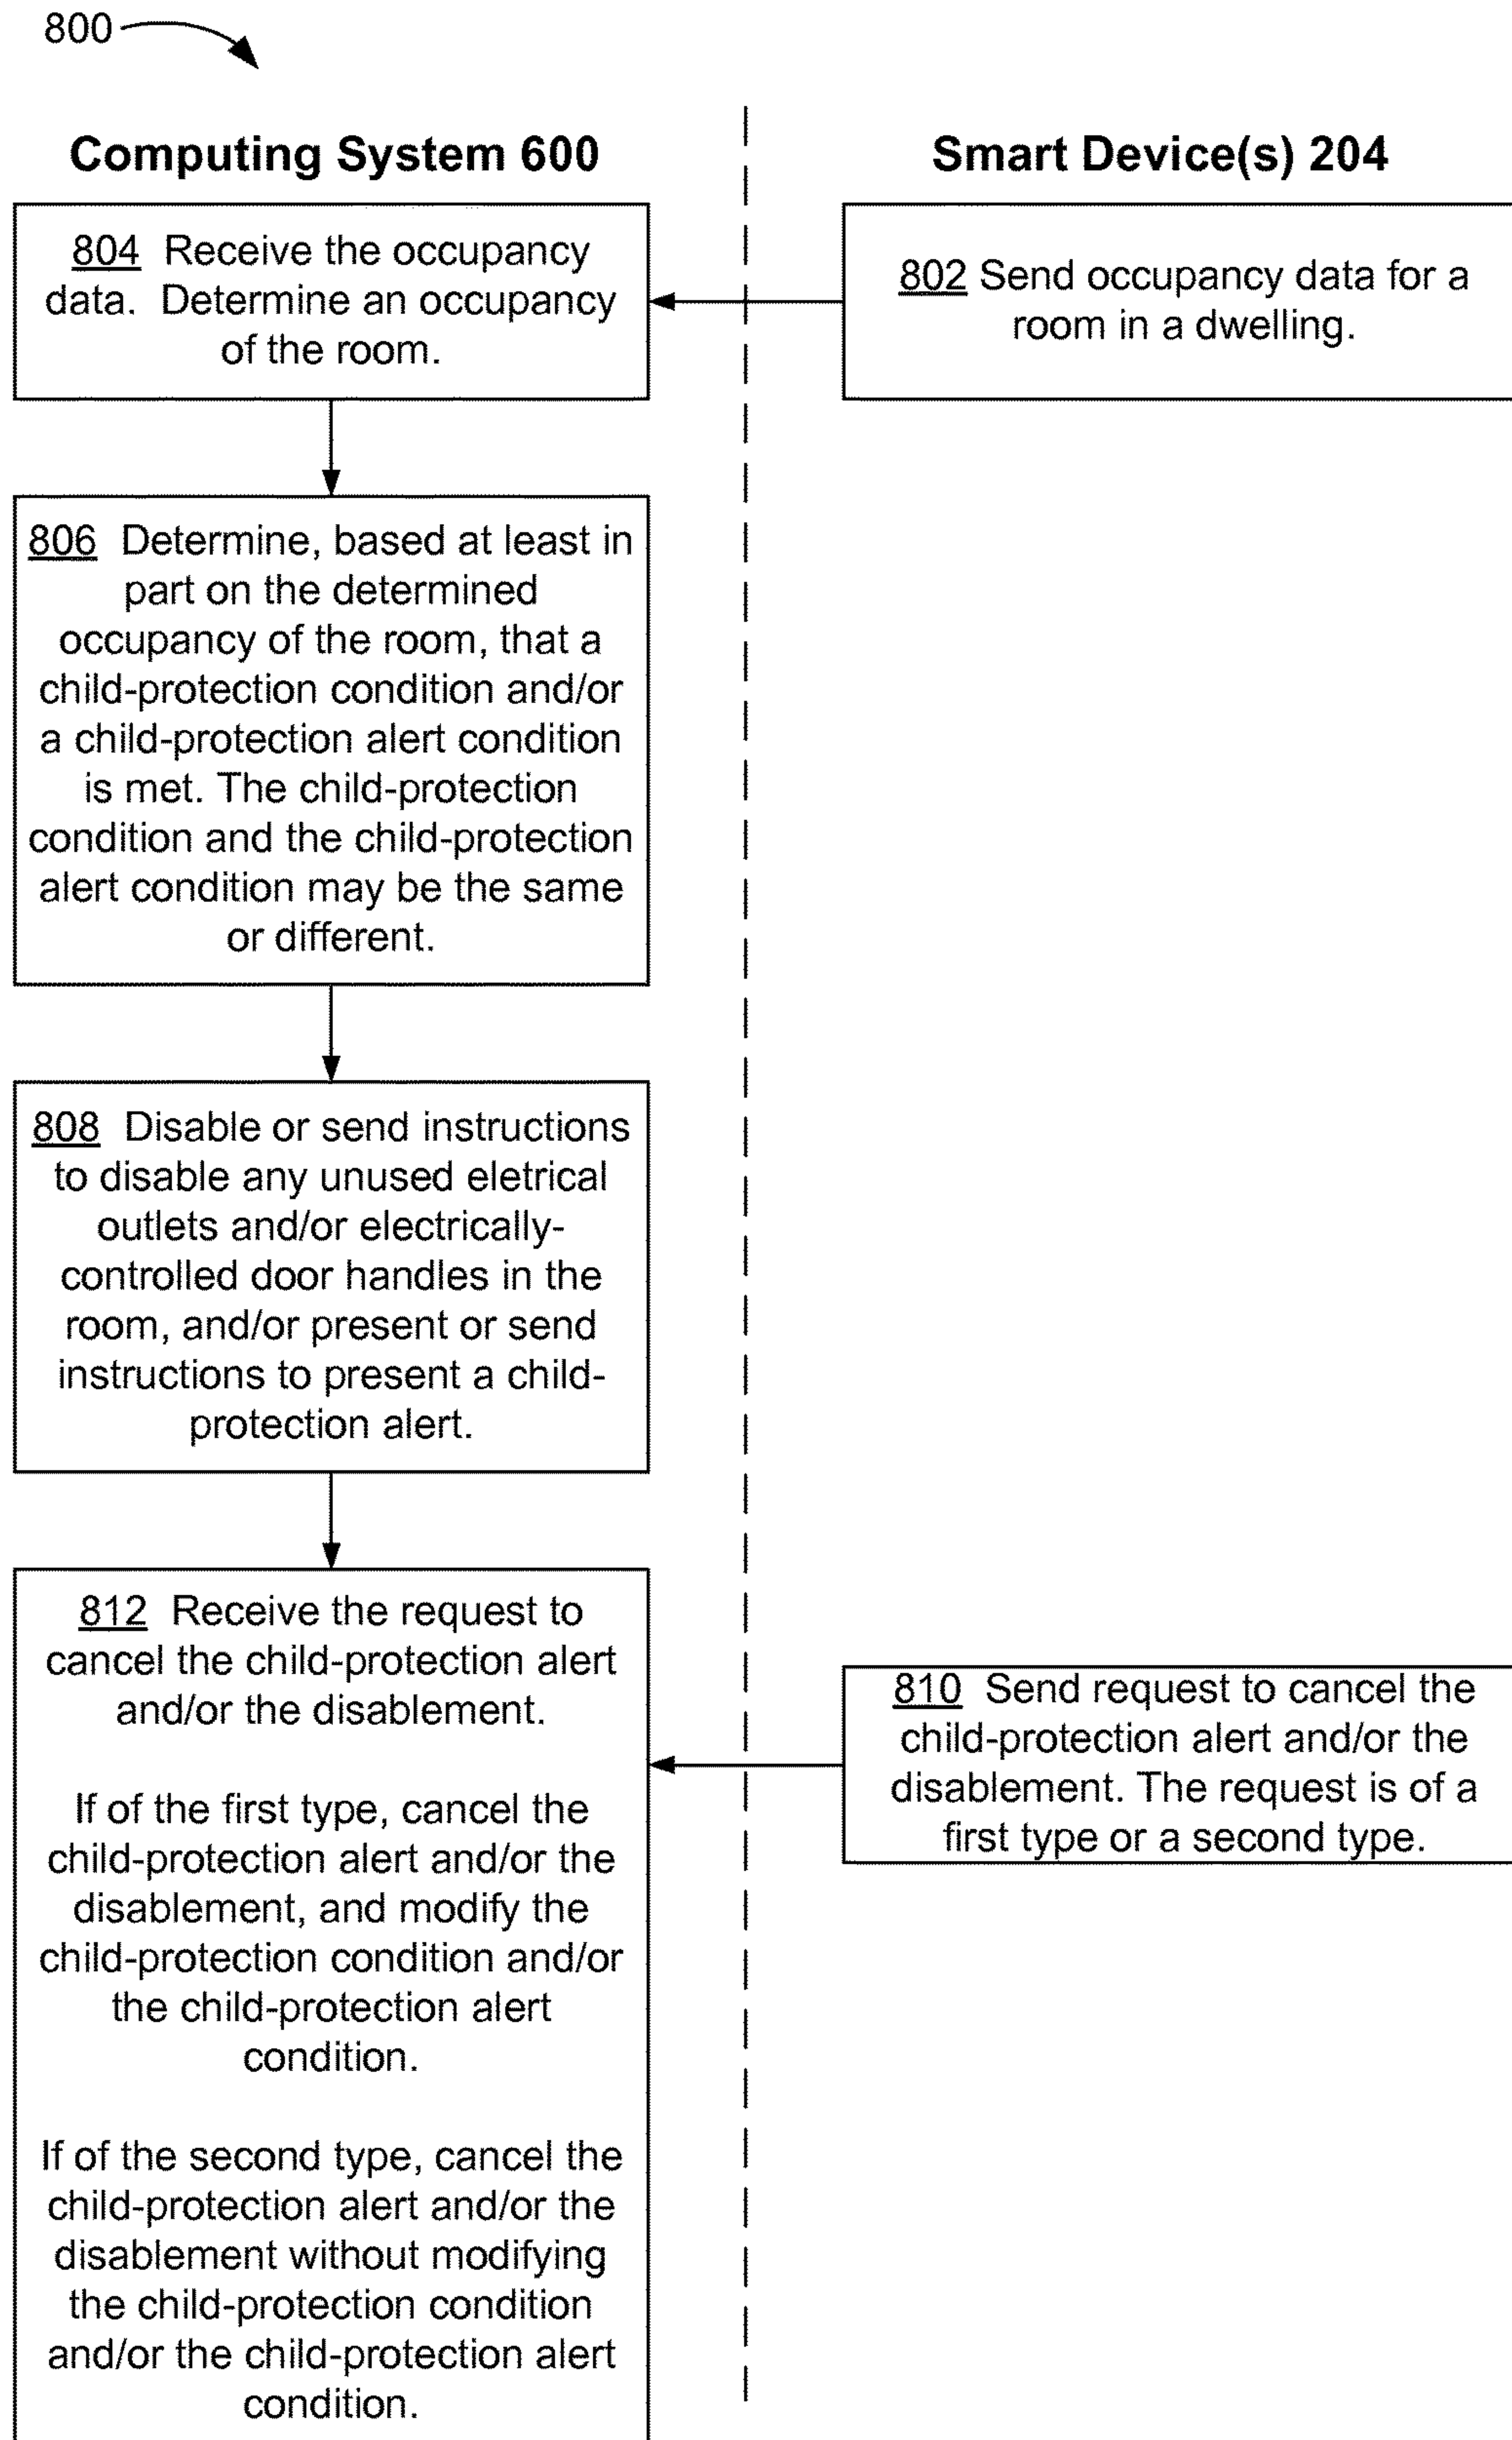 800
Computing System 600
Smart Device(s) 204
804 Receive the occupancy
data. Determine an occupancy
of the room.
802 Send occupancy data for a
room in a dwelling.
806 Determine, based at least in
part on the determined
occupancy of the room, that a
child-protection condition and/or
a child-protection alert condition
is met. The child-protection
condition and the child-protection
alert condition may be the same
or different.
808 Disable or send instructions
to disable any unused eletrical
outlets and/or electrically-
controlled door handles in the
room, and/or present or send
instructions to present a child-
protection alert.
812 Receive the request to
cancel the child-protection alert
and/or the disablement.
If of the first type, cancel the
child-protection alert and/or the
disablement, and modify the
child-protection condition and/or
the child-protection alert
condition.
If of the second type, cancel the
child-protection alert and/or the
disablement without modifying
the child-protection condition
and/or the child-protection alert
condition.
810 Send request to cancel the
child-protection alert and/or the
disablement. The request is of a
first type or a second type.